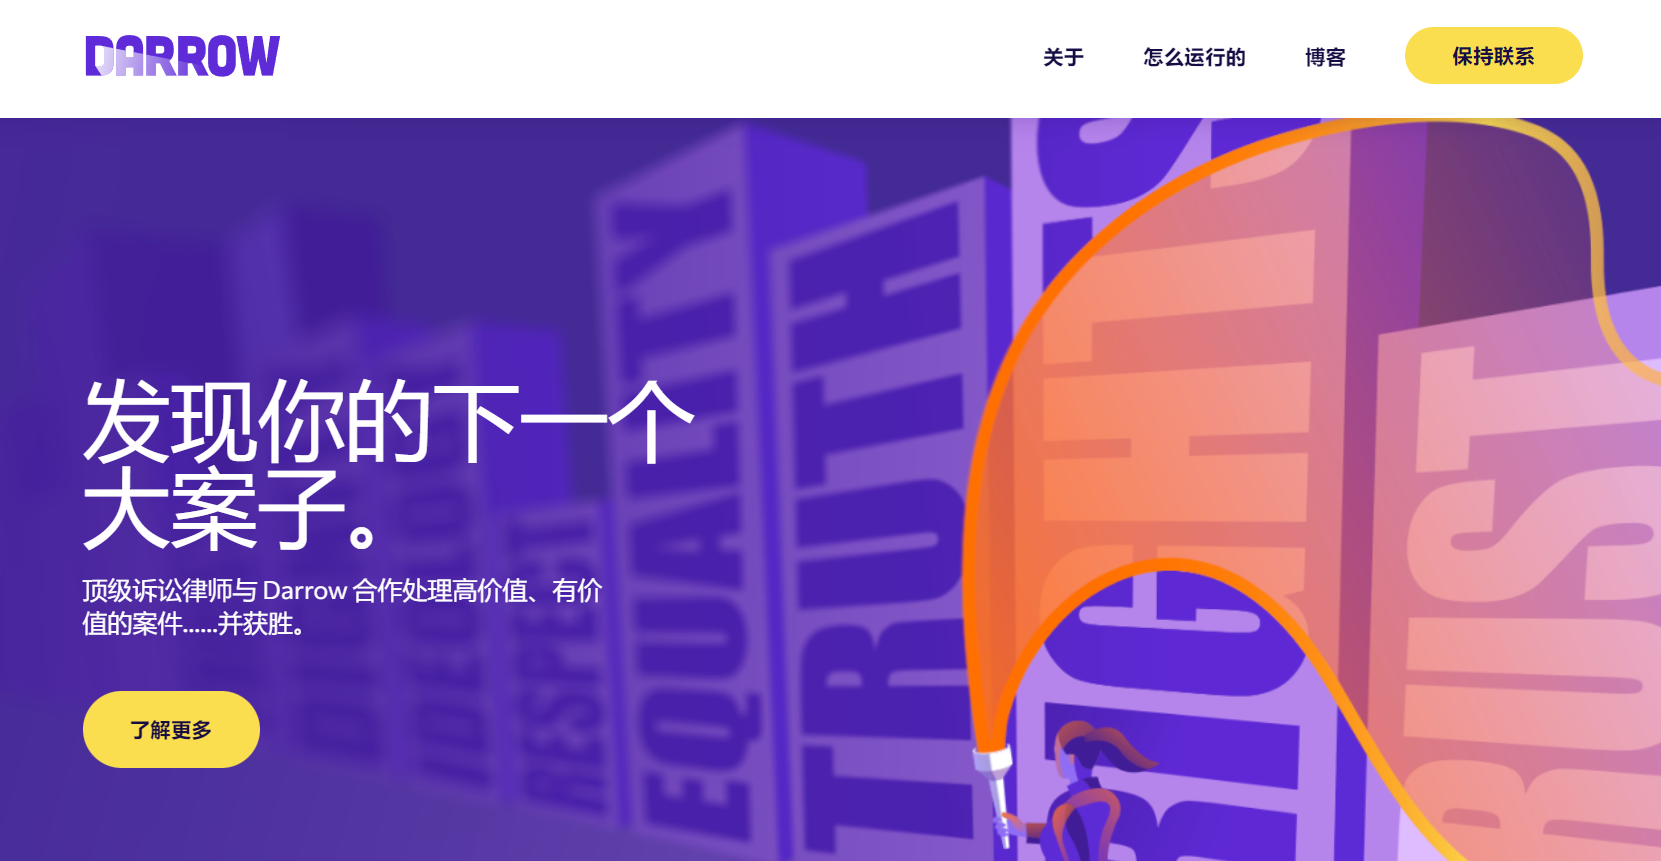 DARROW
关于
怎么运行的
博客
保持联系
发现你的下一个
大案子。
顶级诉讼律师与 Darrow 合作处理高价值、有价
值的案件......并获胜。
了解更多
RESPECT
EQUALITY
TRUTH
RIGHTS